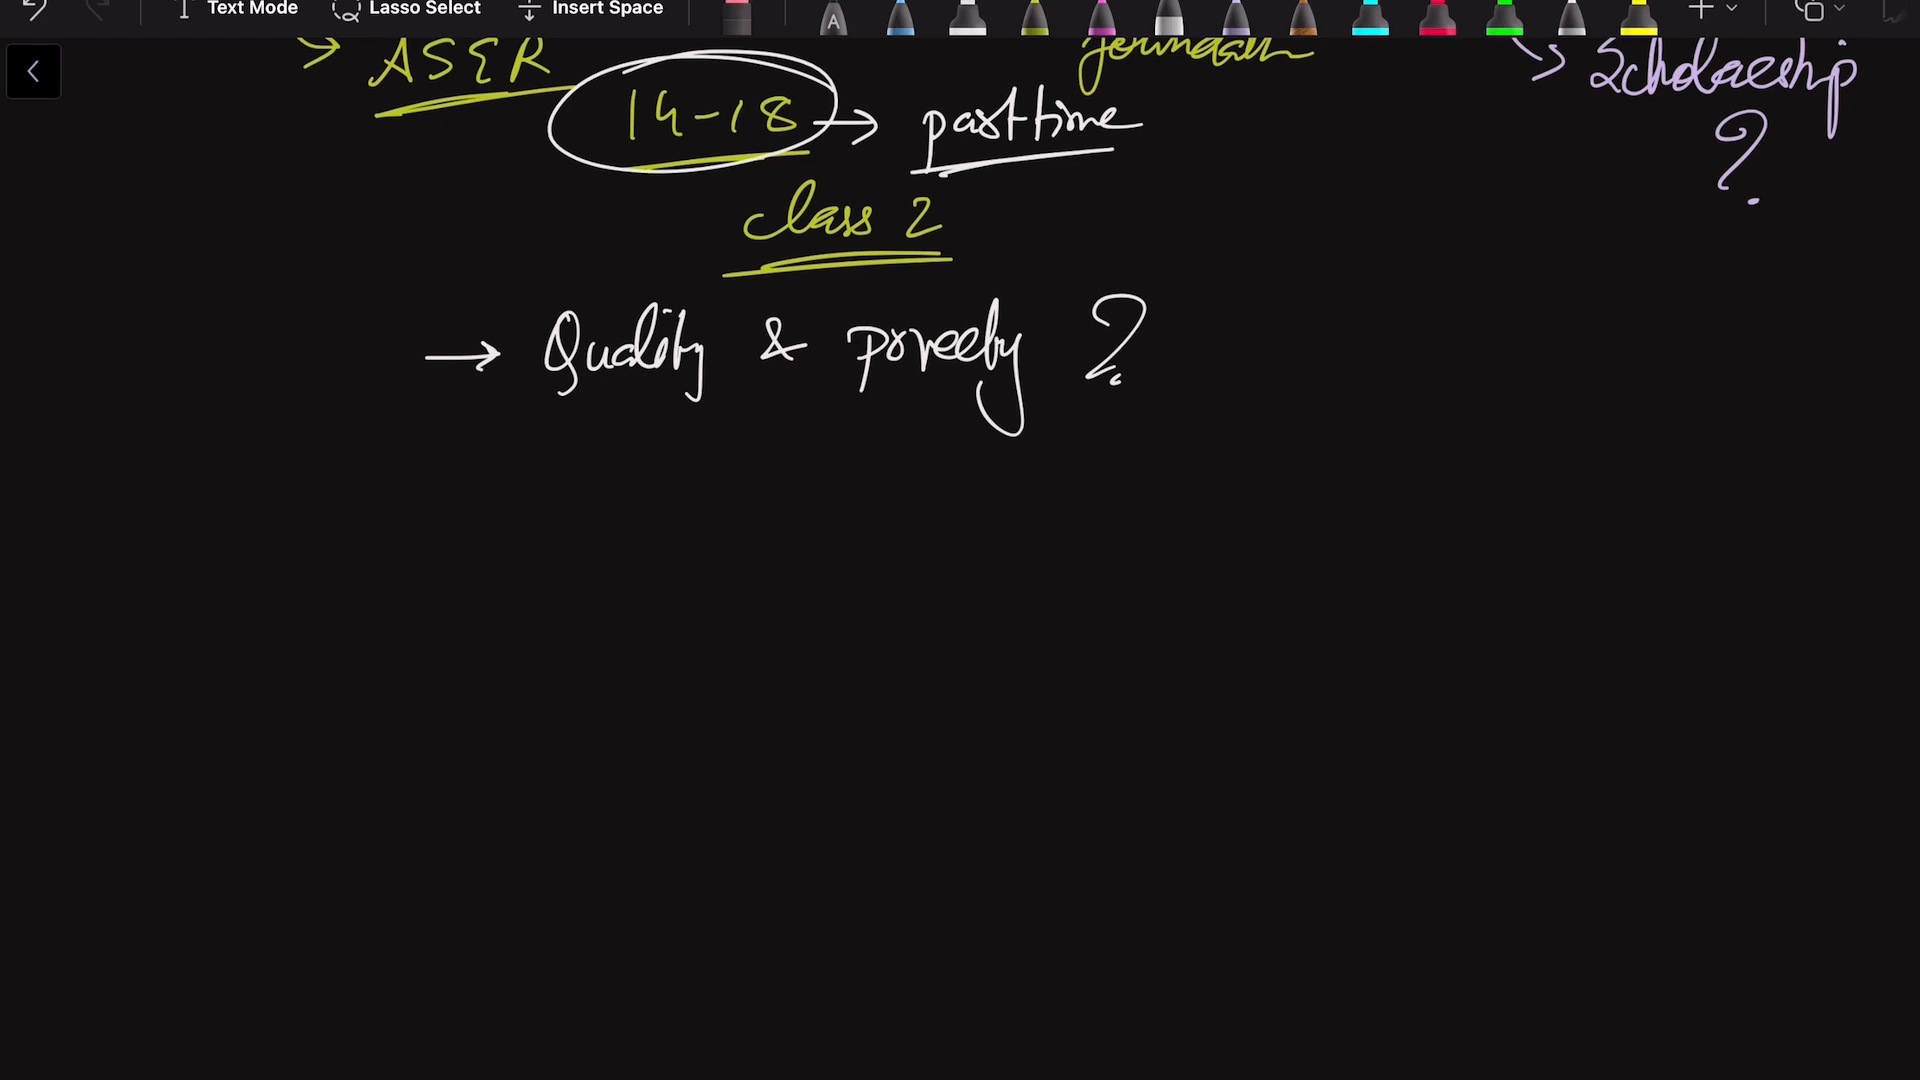 Text Mode Lasso Select Insert Space
A
→ ASER
→ Scholarship ?
14-18 → part time
Class 2
→ Quality & poverty ?